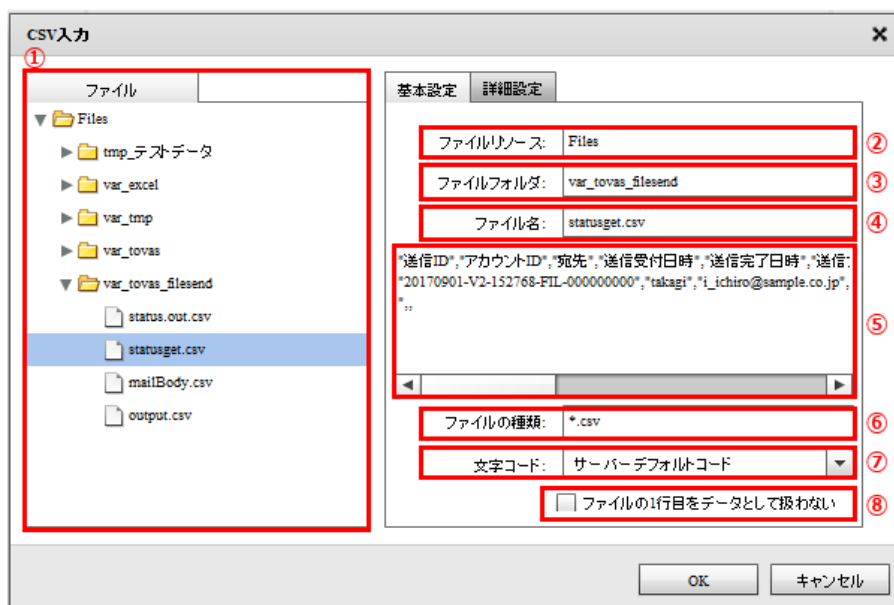 CSV入力
①
ファイル
Files
tmp_テストデータ
var_excel
var_tmp
var_tovas
var_tovas_filesend
status.out.csv
statusget.csv
mailBody.csv
output.csv
基本設定 詳細設定
ファイルリソース: Files ②
ファイルフォルダ: var_tovas_filesend ③
ファイル名: statusget.csv ④
"送信ID","アカウントID","宛先","送信受付日時","送信完了日時","送信
"20170901-V2-152768-FIL-000000000","takagi","i_ichiro@sample.co.jp",
",,
⑤
ファイルの種類: *.csv ⑥
文字コード: サーバーデフォルトコード ⑦
ファイルの1行目をデータとして扱わない ⑧
OK キャンセル